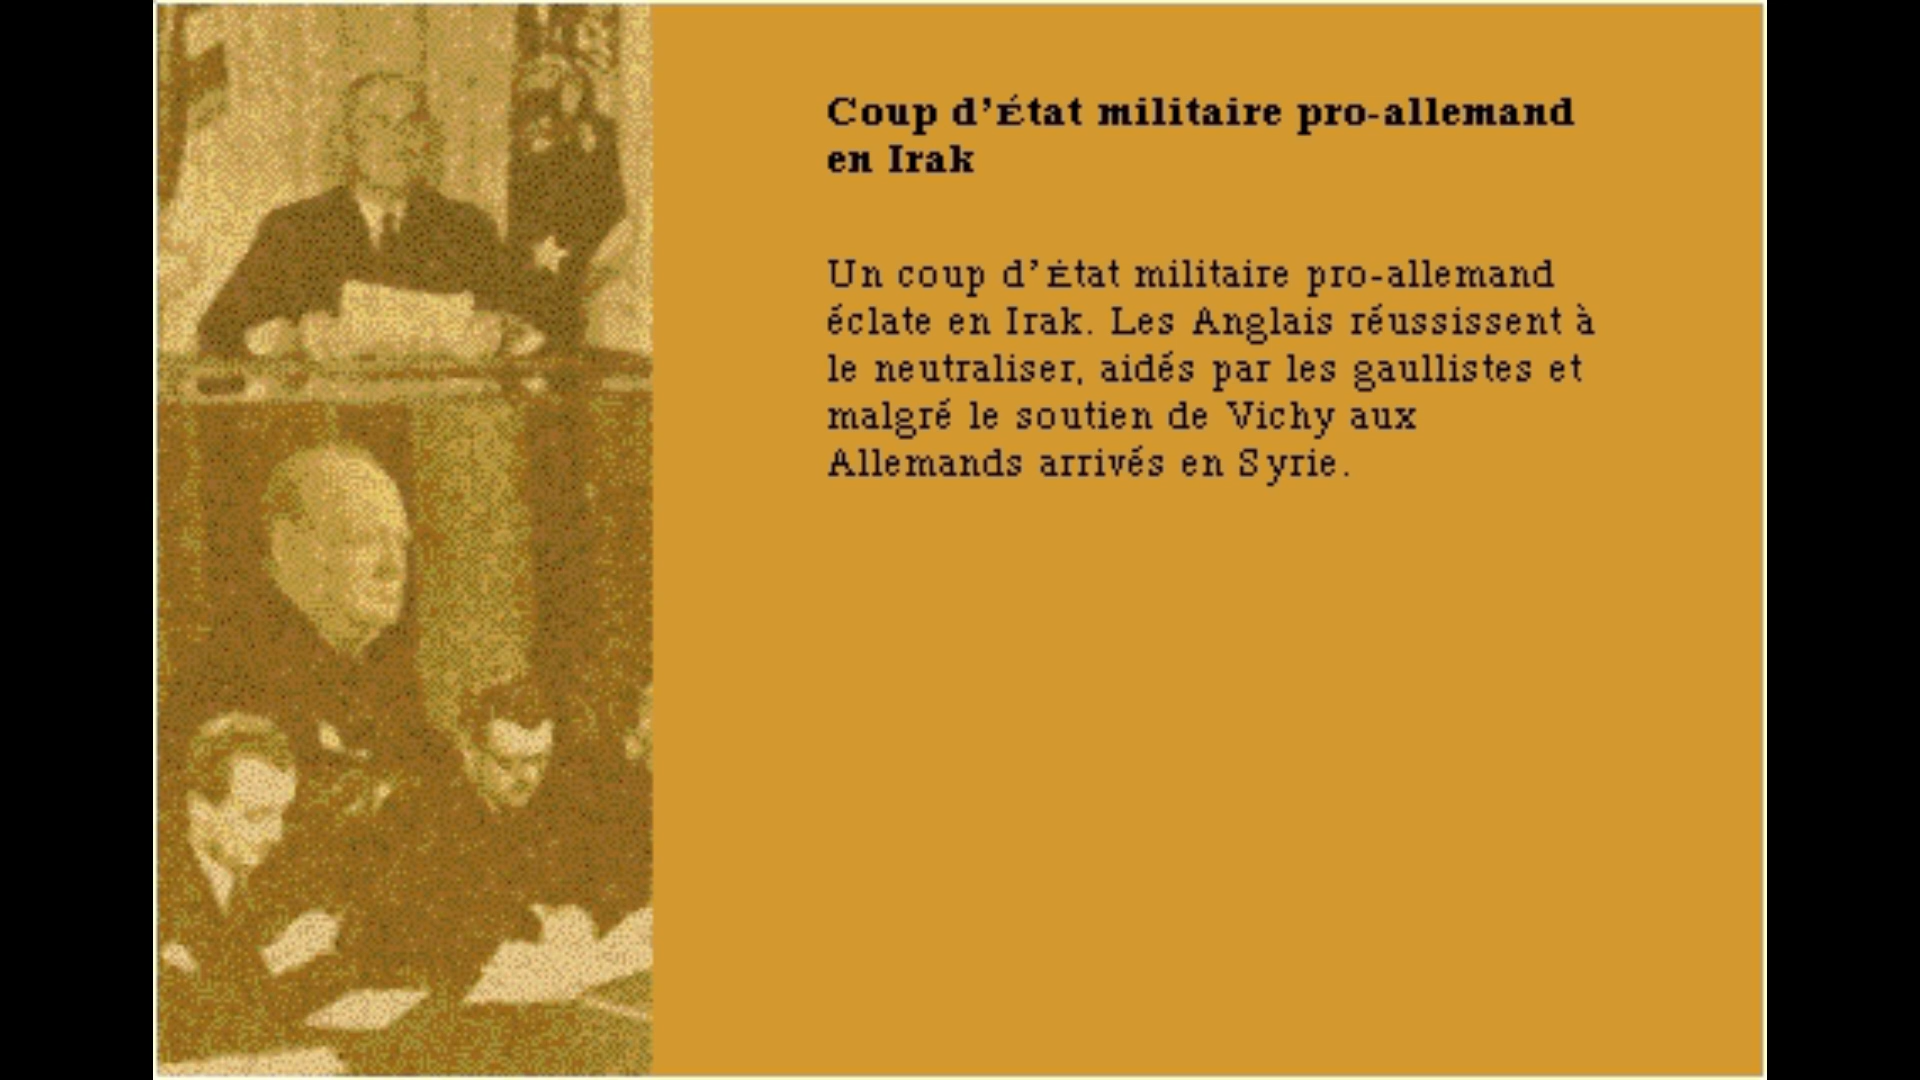 Coup d’État militaire pro-allemand
en Irak
Un coup d’État militaire pro-allemand
éclate en Irak. Les Anglais réussissent à
le neutraliser, aidés par les gaullistes et
malgré le soutien de Vichy aux
Allemands arrivés en Syrie.